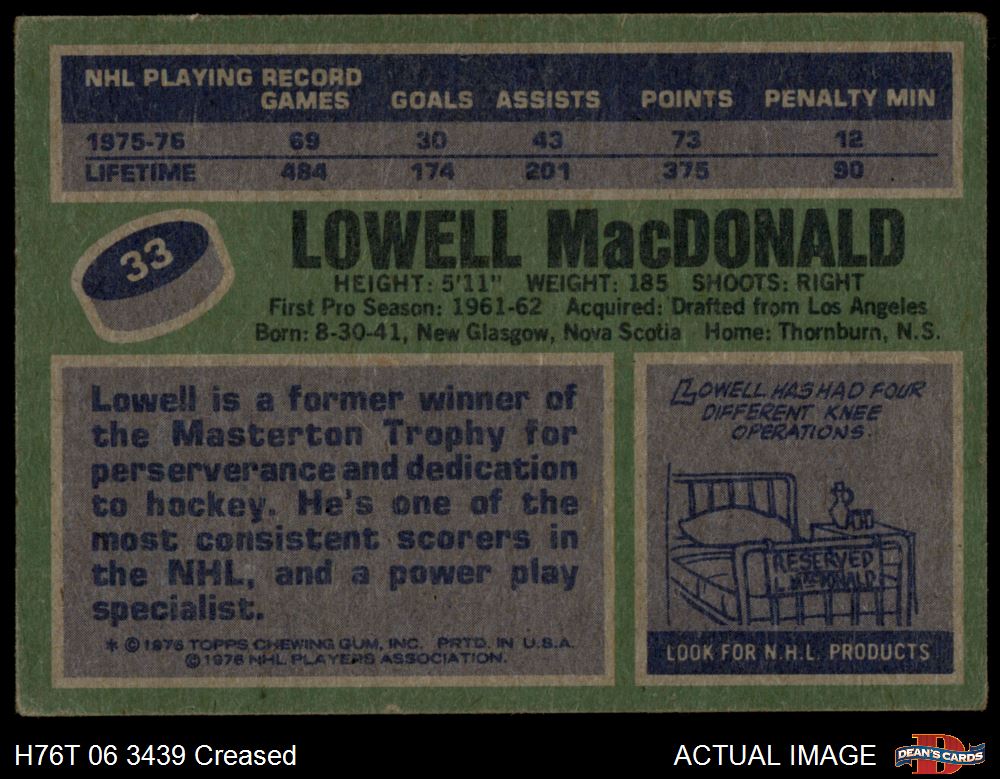 NHL PLAYING RECORD
GAMES GOALS ASSISTS POINTS PENALTY MIN
1975-76 69 30 43 73 12
LIFETIME 484 174 201 375 90
33
LOWELL MacDONALD
HEIGHT: 5'11" WEIGHT: 185 SHOOTS: RIGHT
First Pro Season: 1961-62 Acquired: Drafted from Los Angeles
Born: 8-30-41, New Glasgow, Nova Scotia Home: Thornburn, N.S.
Lowell is a former winner of
the Masterton Trophy for
perserverance and dedication
to hockey. He's one of the
most consistent scorers in
the NHL, and a power play
specialist.
* © 1976 TOPPS CHEWING GUM, INC. PRTD. IN U.S.A.
© 1976 NHL PLAYERS ASSOCIATION.
LOWELL HAS HAD FOUR
DIFFERENT KNEE
OPERATIONS.
RESERVED
L. MacDONALD
LOOK FOR N.H.L. PRODUCTS
H76T 06 3439 Creased
ACTUAL IMAGE
D
DEAN'S CARDS